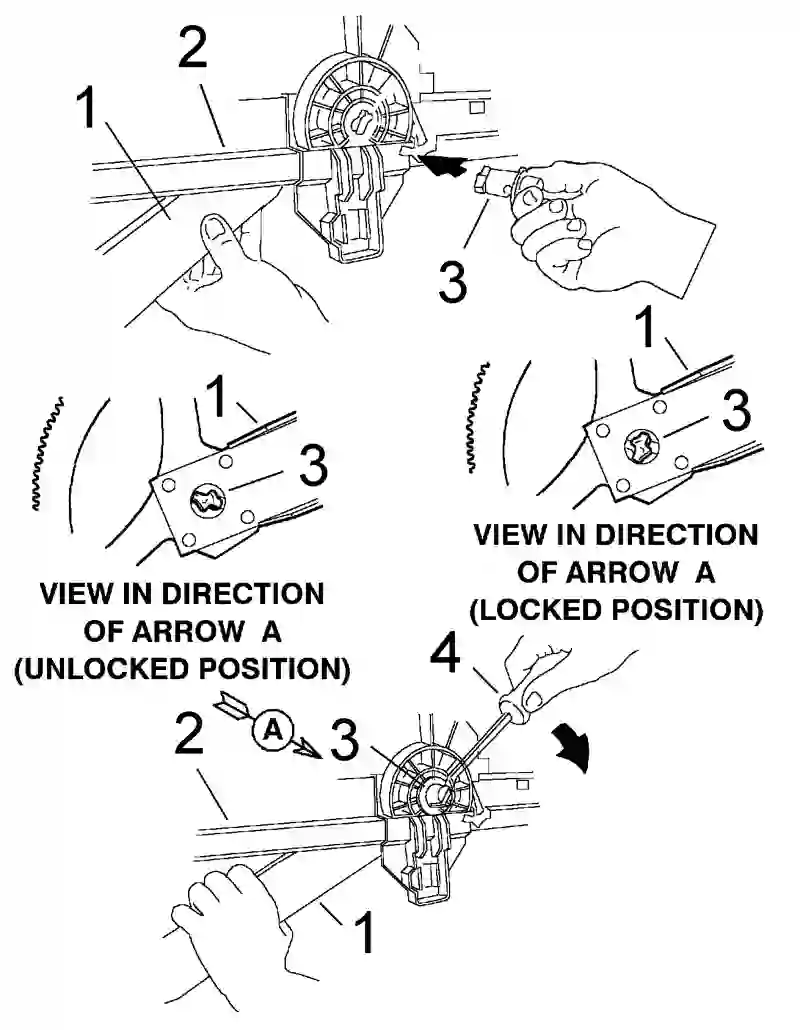 2
1
3
1
3
VIEW IN DIRECTION
OF ARROW A
(LOCKED POSITION)
1
3
VIEW IN DIRECTION
OF ARROW A
(UNLOCKED POSITION)
4
A
2
3
1